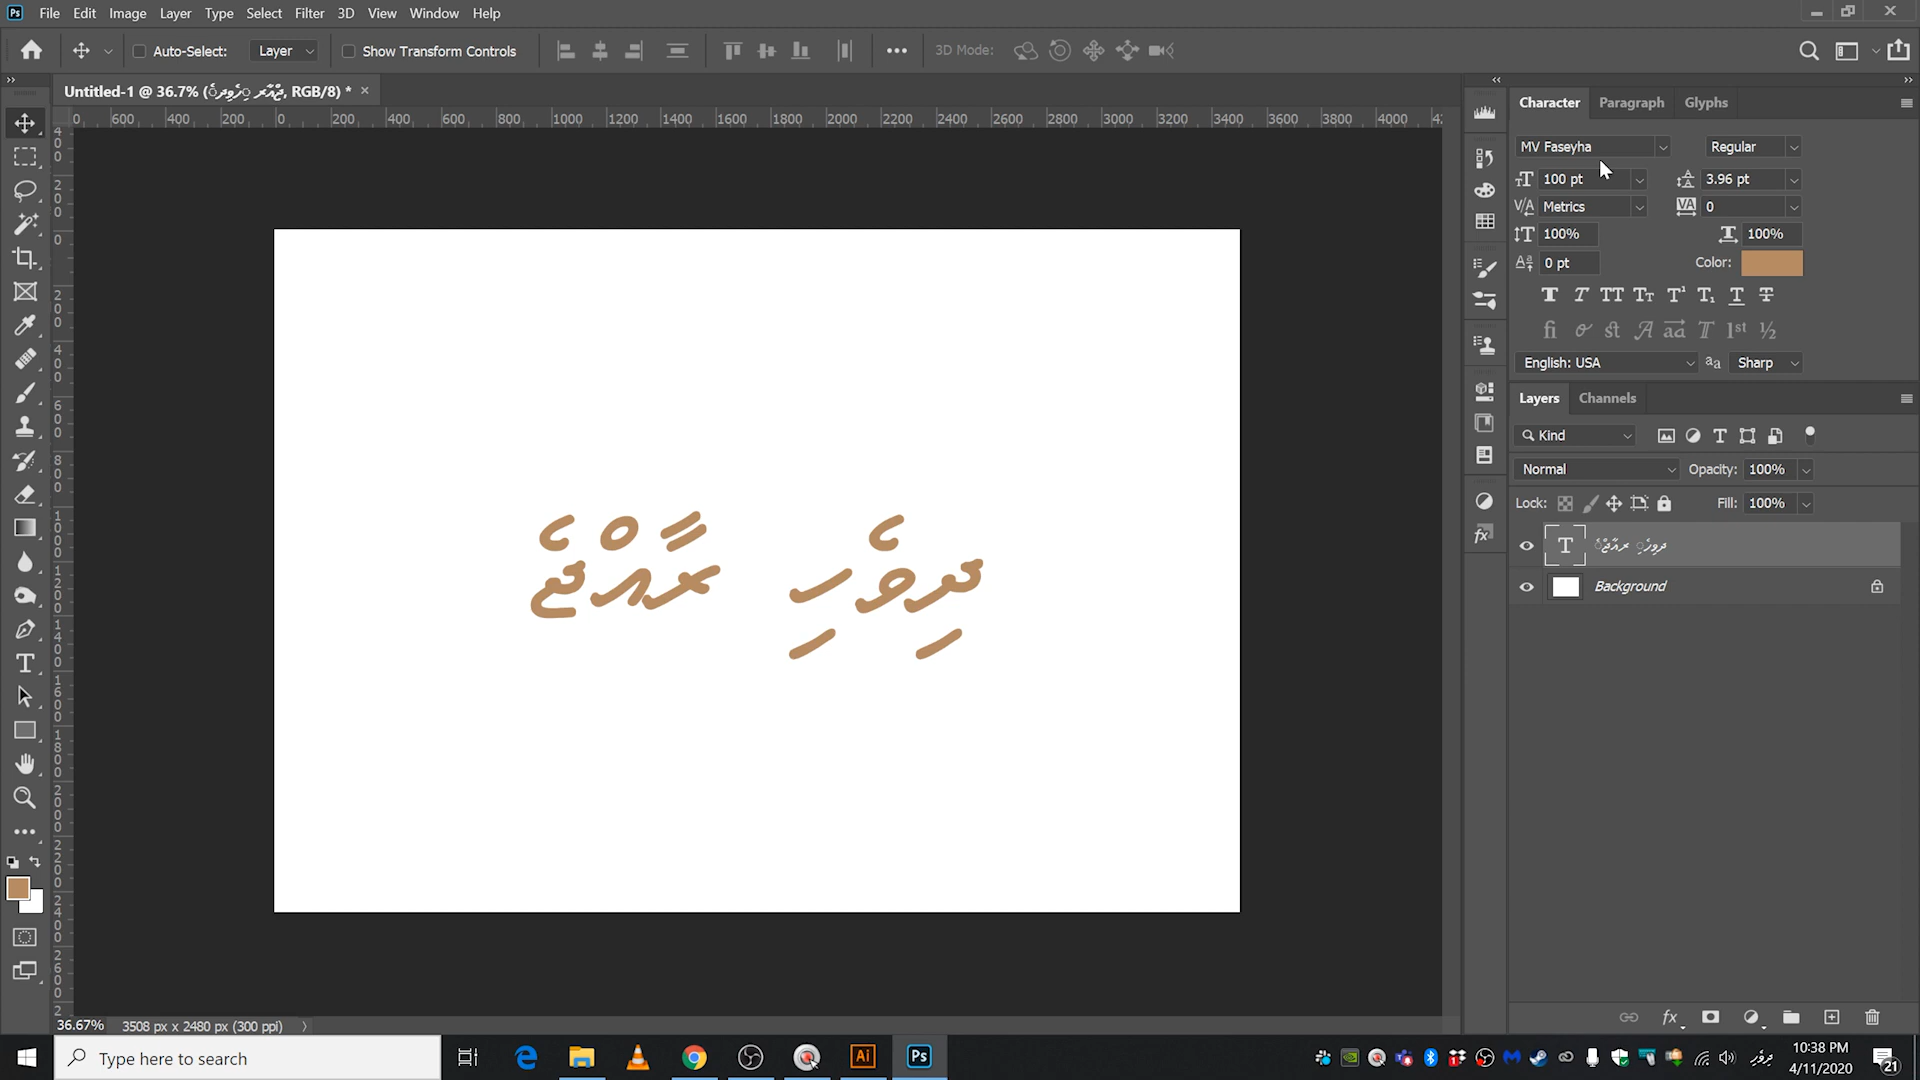 File Edit Image Layer Type Select Filter 3D View Window Help
Auto-Select: Layer Show Transform Controls 3D Mode:
Untitled-1 @ 36.7% (ދިވެހި ރާއްޖެ, RGB/8) * ×
Character Paragraph Glyphs
MV Faseyha Regular
100 pt 3.96 pt
Metrics 0
100% 100%
0 pt Color:
English: USA Sharp
ދިވެހި ރާއްޖެ
Layers Channels
Kind
Normal Opacity: 100%
Lock: Fill: 100%
ދިވެހި ރާއްޖެ
Background
36.67% 3508 px x 2480 px (300 ppi)
Type here to search
10:38 PM
4/11/2020
21